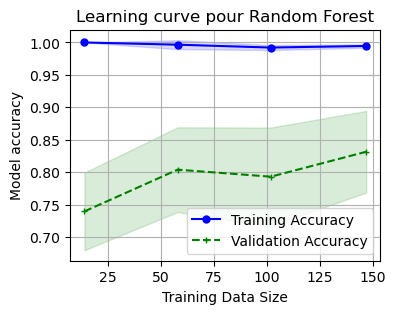 Learning curve pour Random Forest
Model accuracy
1.00
0.95
0.90
0.85
0.80
0.75
0.70
Training Accuracy
Validation Accuracy
25
50
75
100
125
150
Training Data Size